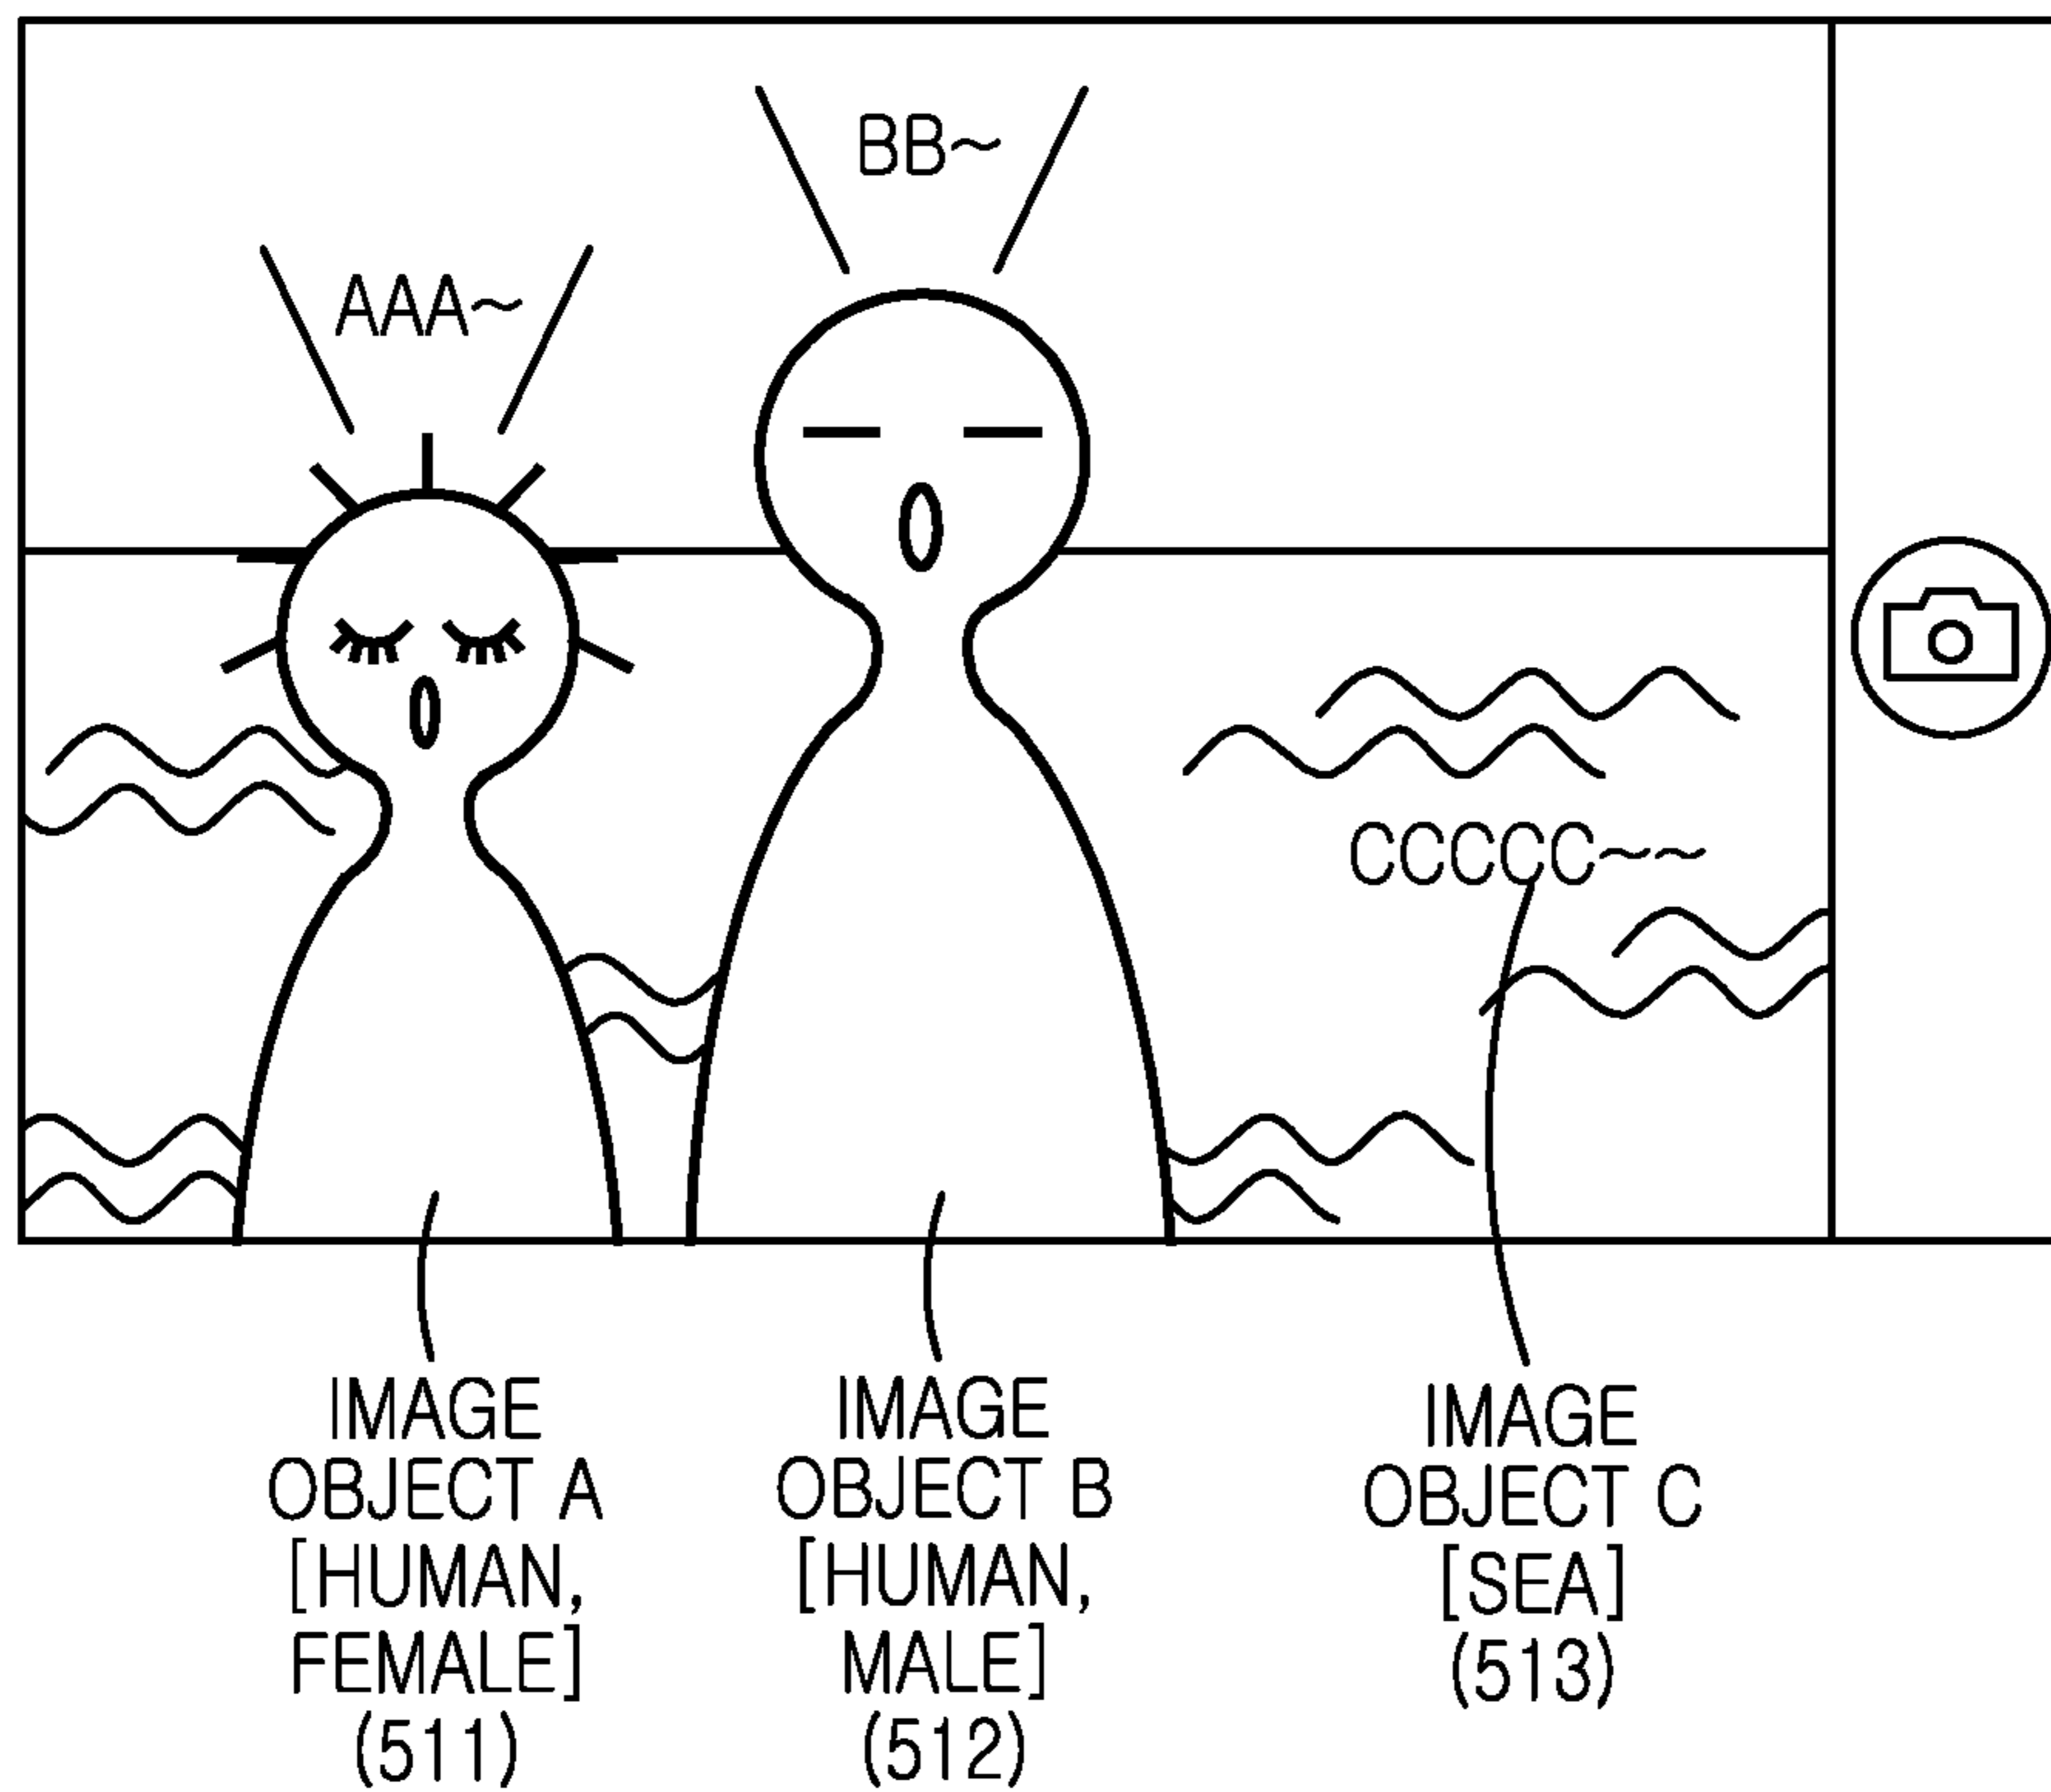 BB~
AAA~
CCCCC~~
IMAGE
OBJECT A
[HUMAN,
FEMALE]
(511)
IMAGE
OBJECT B
[HUMAN,
MALE]
(512)
IMAGE
OBJECT C
[SEA]
(513)